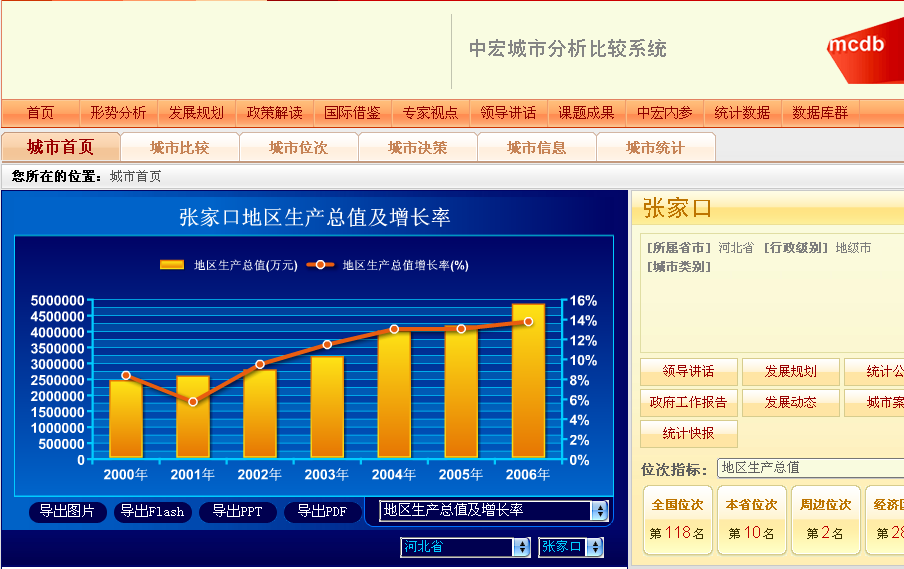 中宏城市分析比较系统
mcdb
首页 形势分析 发展规划 政策解读 国际借鉴 专家视点 领导讲话 课题成果 中宏内参 统计数据 数据库群
城市首页 城市比较 城市位次 城市决策 城市信息 城市统计
您所在的位置：城市首页
张家口地区生产总值及增长率
地区生产总值(万元) 地区生产总值增长率(%)
5000000 16%
4500000 14%
4000000 12%
3500000 10%
3000000 8%
2500000 6%
2000000 4%
1500000 2%
1000000 0%
500000
0
2000年 2001年 2002年 2003年 2004年 2005年 2006年
导出图片 导出Flash 导出PPT 导出PDF 地区生产总值及增长率
河北省 张家口
张家口
[所属省市] 河北省 [行政级别] 地级市
[城市类别]
领导讲话 发展规划 统计公
政府工作报告 发展动态 城市案
统计快报
位次指标： 地区生产总值
全国位次 本省位次 周边位次 经济
第118名 第10名 第2名 第28